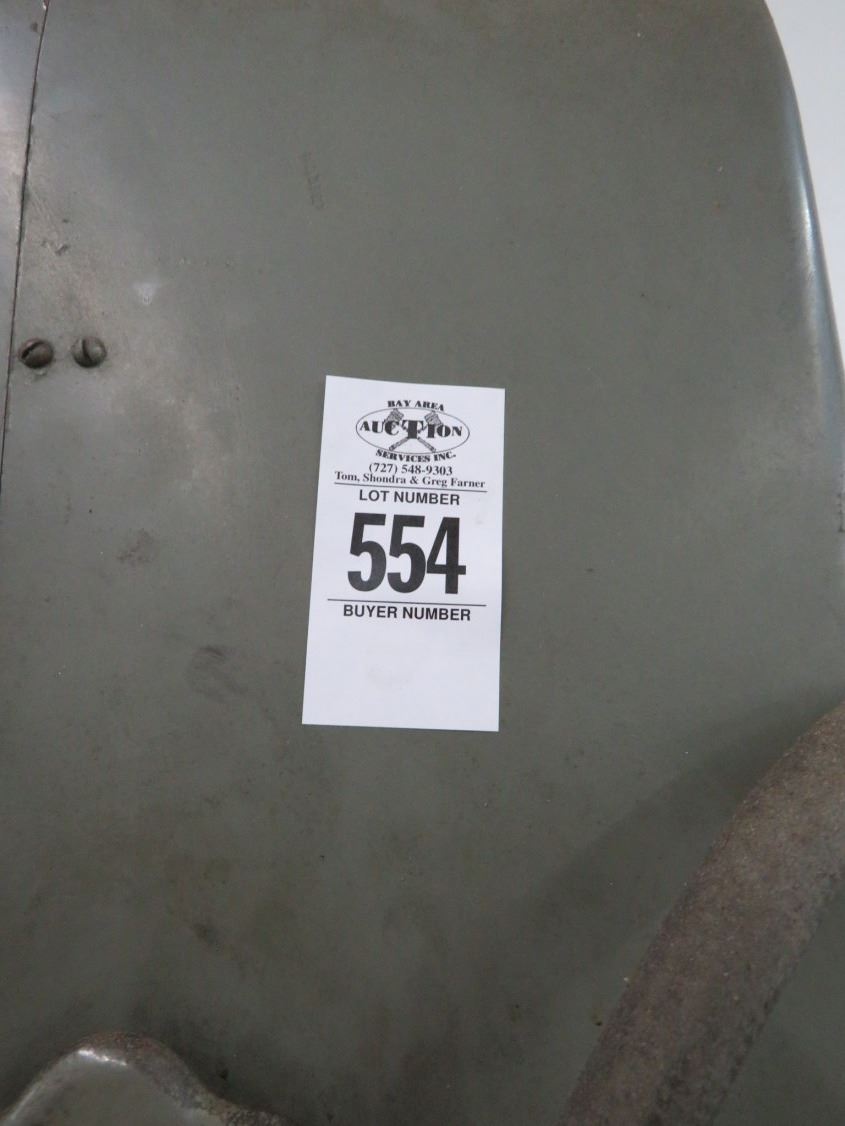 BAY AREA
AUCTION
SERVICES INC.
(727) 548-9303
Tom, Shondra & Greg Farner
LOT NUMBER
554
BUYER NUMBER